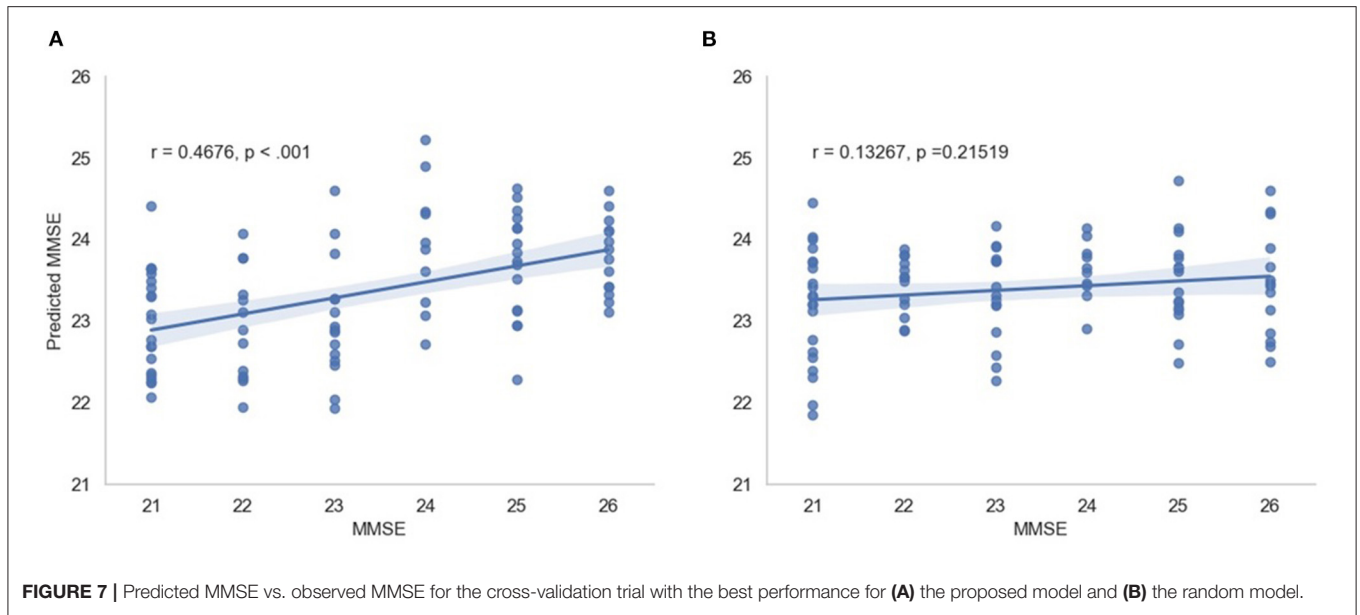 A
26
25
24
23
22
21
Predicted MMSE
r = 0.4676, p < .001
21 22 23 24 25 26
MMSE
B
26
25
24
23
22
21
r = 0.13267, p =0.21519
21 22 23 24 25 26
MMSE
FIGURE 7 | Predicted MMSE vs. observed MMSE for the cross-validation trial with the best performance for (A) the proposed model and (B) the random model.